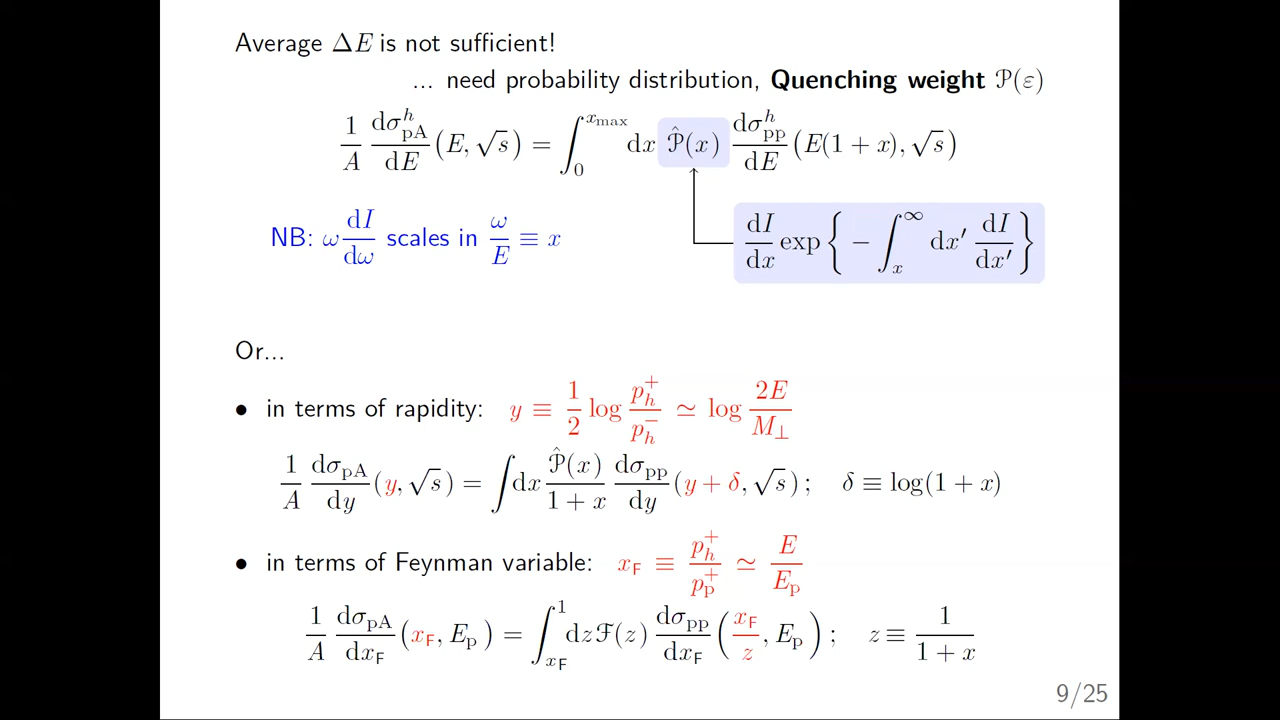 Average ΔE is not sufficient!
... need probability distribution, Quenching weight 𝒫(ε)
1/A dσ^h_pA/dE (E, √s) = ∫_0^{x_max} dx 𝒫̂(x) dσ^h_pp/dE (E(1 + x), √s)
NB: ω dI/dω scales in ω/E ≡ x
dI/dx exp { − ∫_x^∞ dx′ dI/dx′ }
Or...
• in terms of rapidity: y ≡ 1/2 log p_h^+/p_h^− ≃ log 2E/M_⊥
1/A dσ_pA/dy (y, √s) = ∫ dx 𝒫̂(x)/(1 + x) dσ_pp/dy (y + δ, √s) ; δ ≡ log(1 + x)
• in terms of Feynman variable: x_F ≡ p_h^+/p_p^+ ≃ E/E_p
1/A dσ_pA/dx_F (x_F, E_p) = ∫_{x_F}^1 dz ℱ(z) dσ_pp/dx_F (x_F/z, E_p) ; z ≡ 1/(1 + x)
9/25